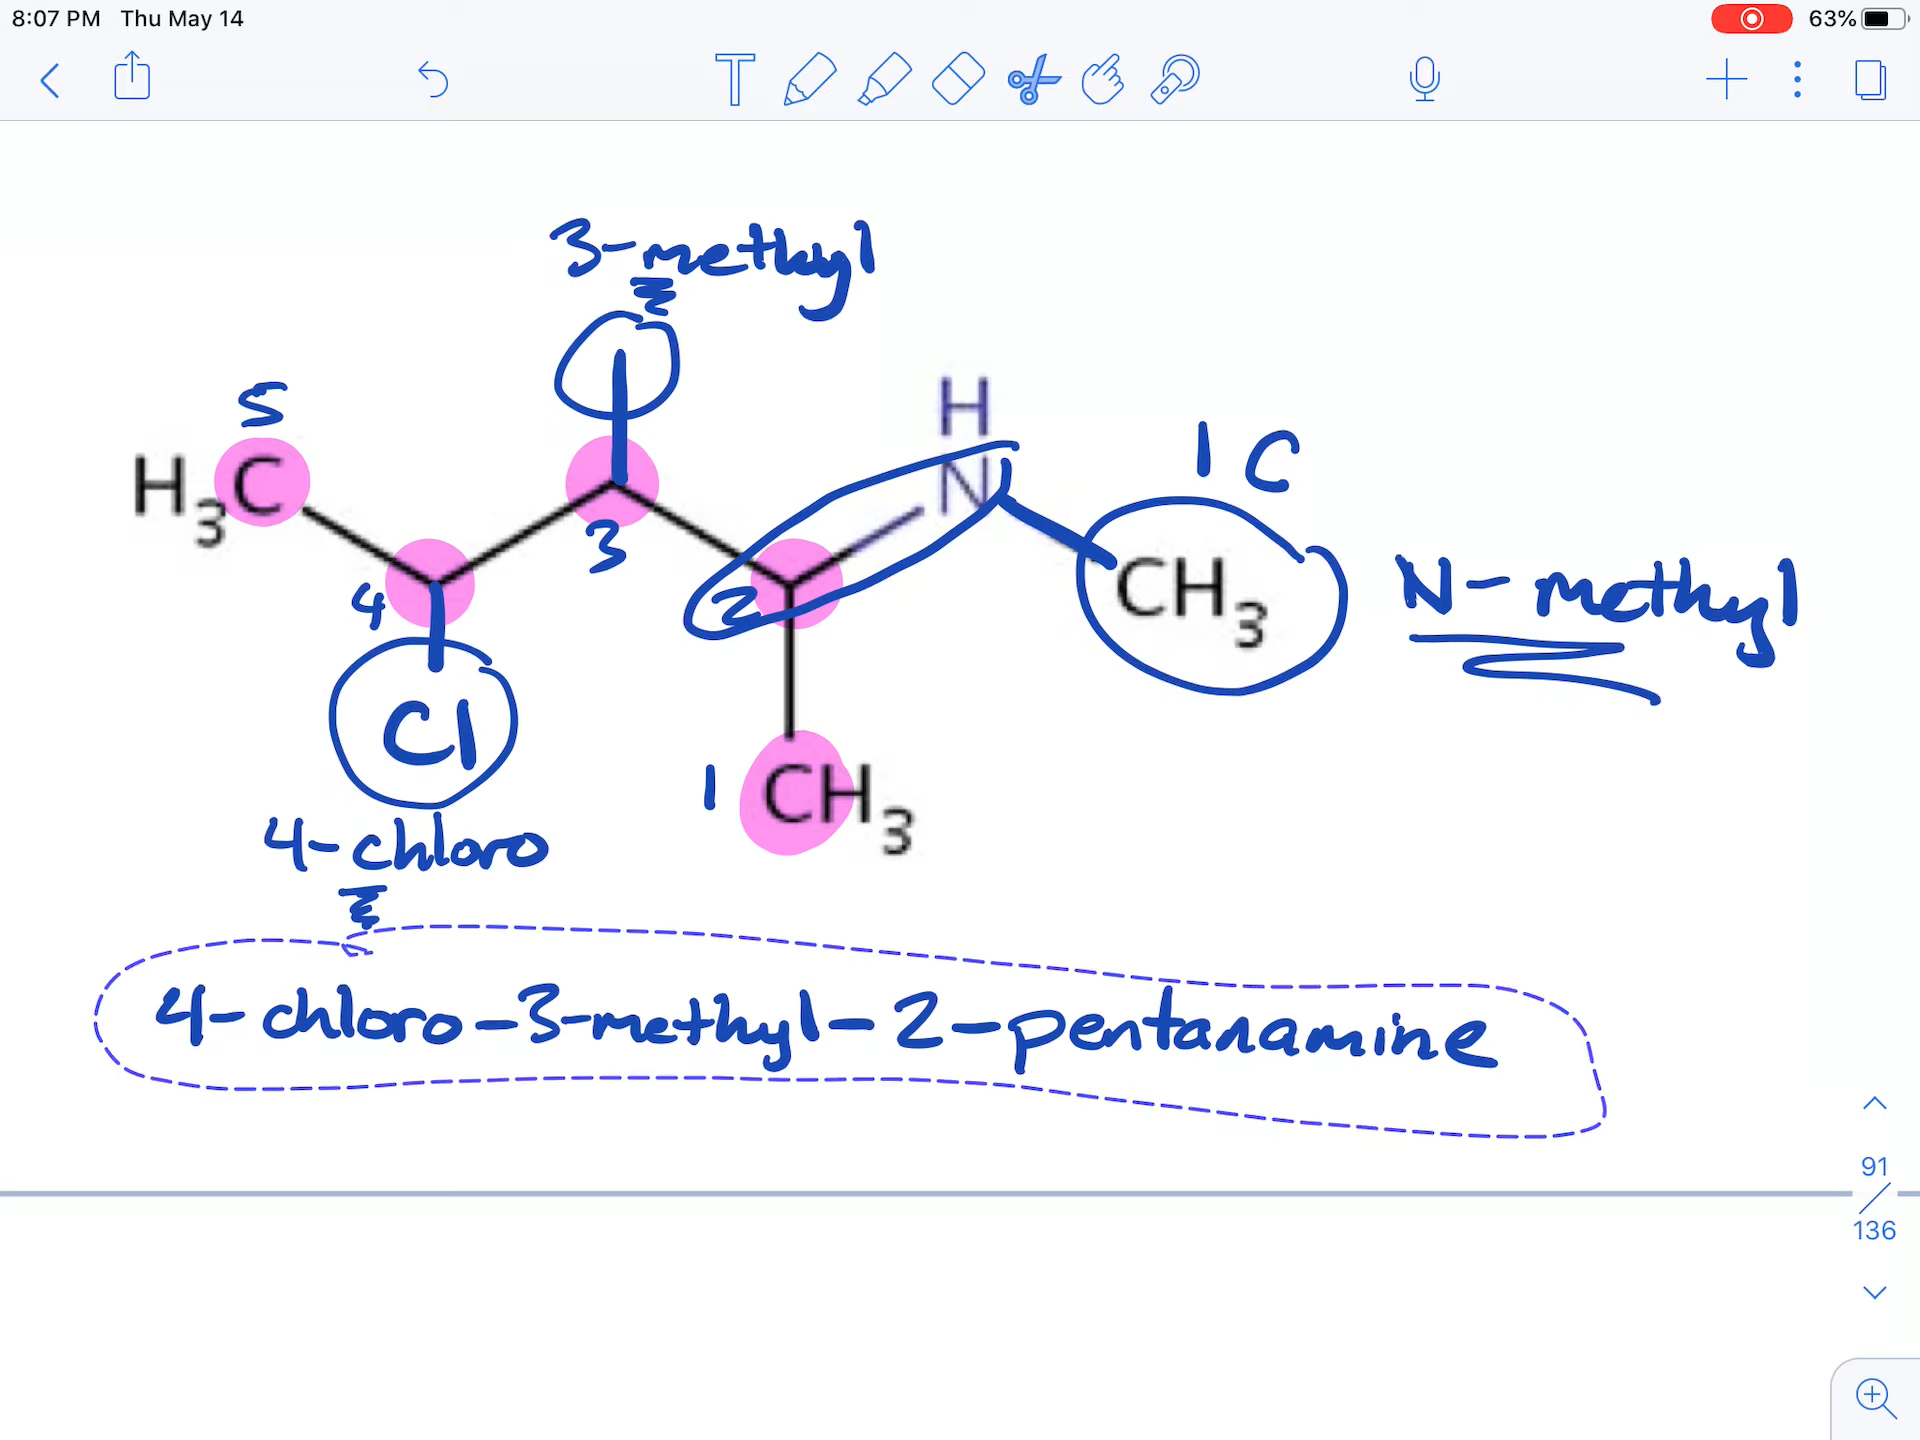 8:07 PM Thu May 14
63%
3-methyl
5
H
1 C
H3C
N
3
CH3
N-methyl
4
2
Cl
1
CH3
4-chloro
4-chloro-3-methyl-2-pentanamine
91
136